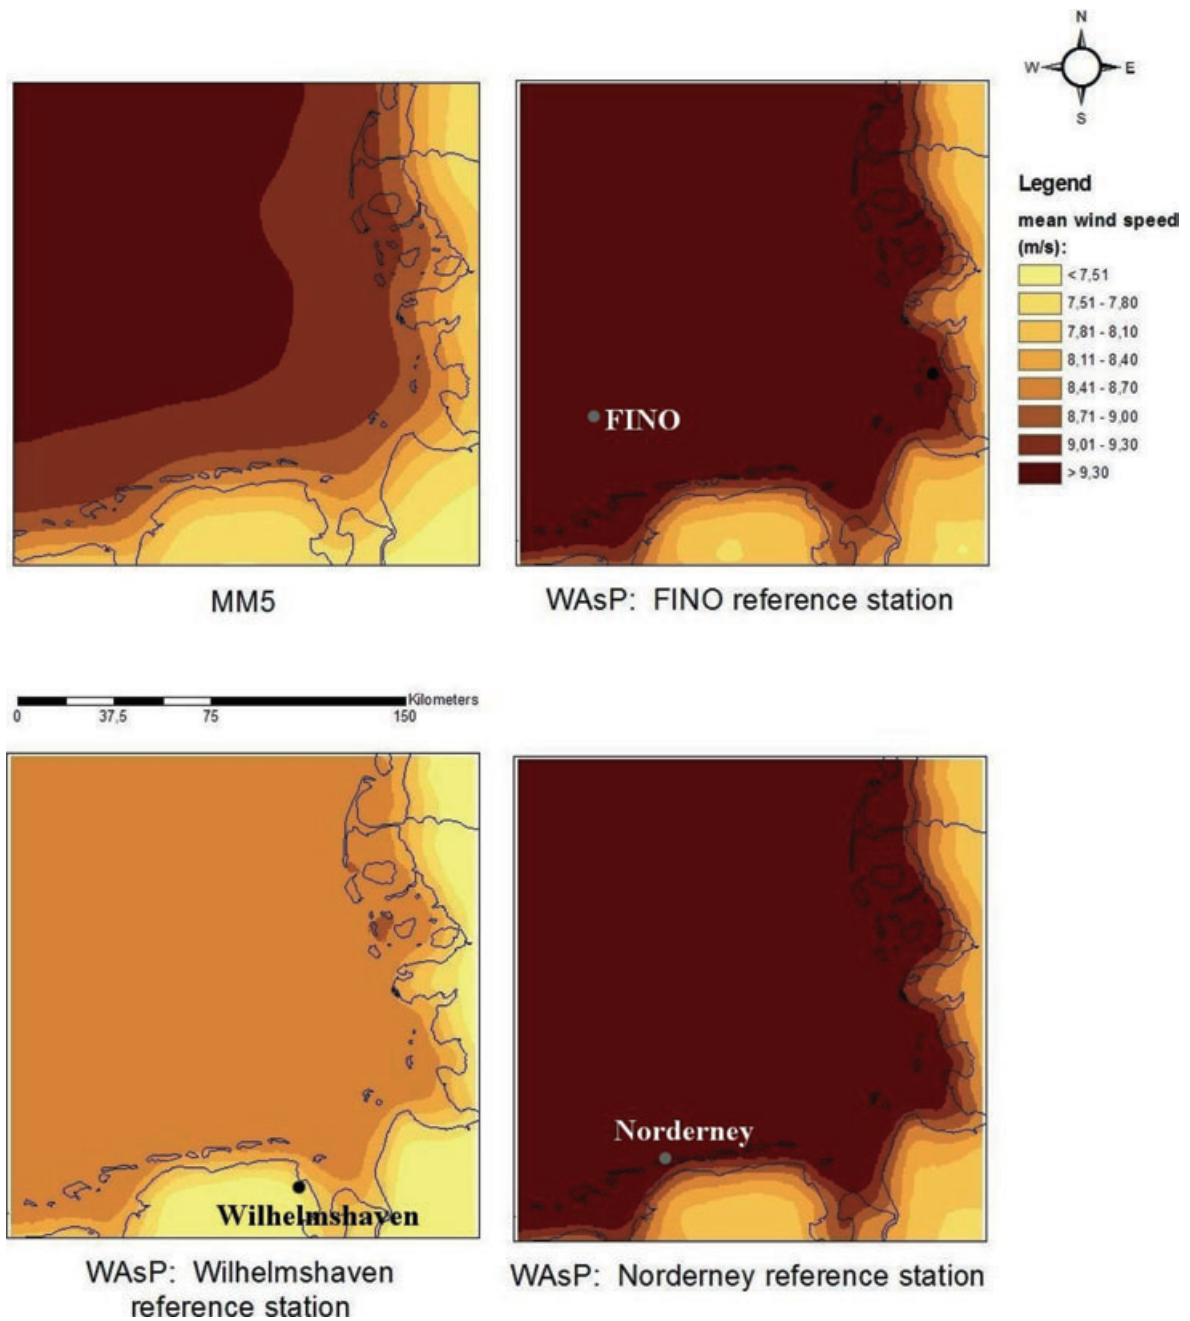 N
W E
S
Legend
mean wind speed
(m/s):
< 7,51
7,51 - 7,80
7,81 - 8,10
8,11 - 8,40
8,41 - 8,70
8,71 - 9,00
9,01 - 9,30
> 9,30
FINO
MM5
WAsP: FINO reference station
Kilometers
0 37,5 75 150
Norderney
Wilhelmshaven
WAsP: Wilhelmshaven
reference station
WAsP: Norderney reference station